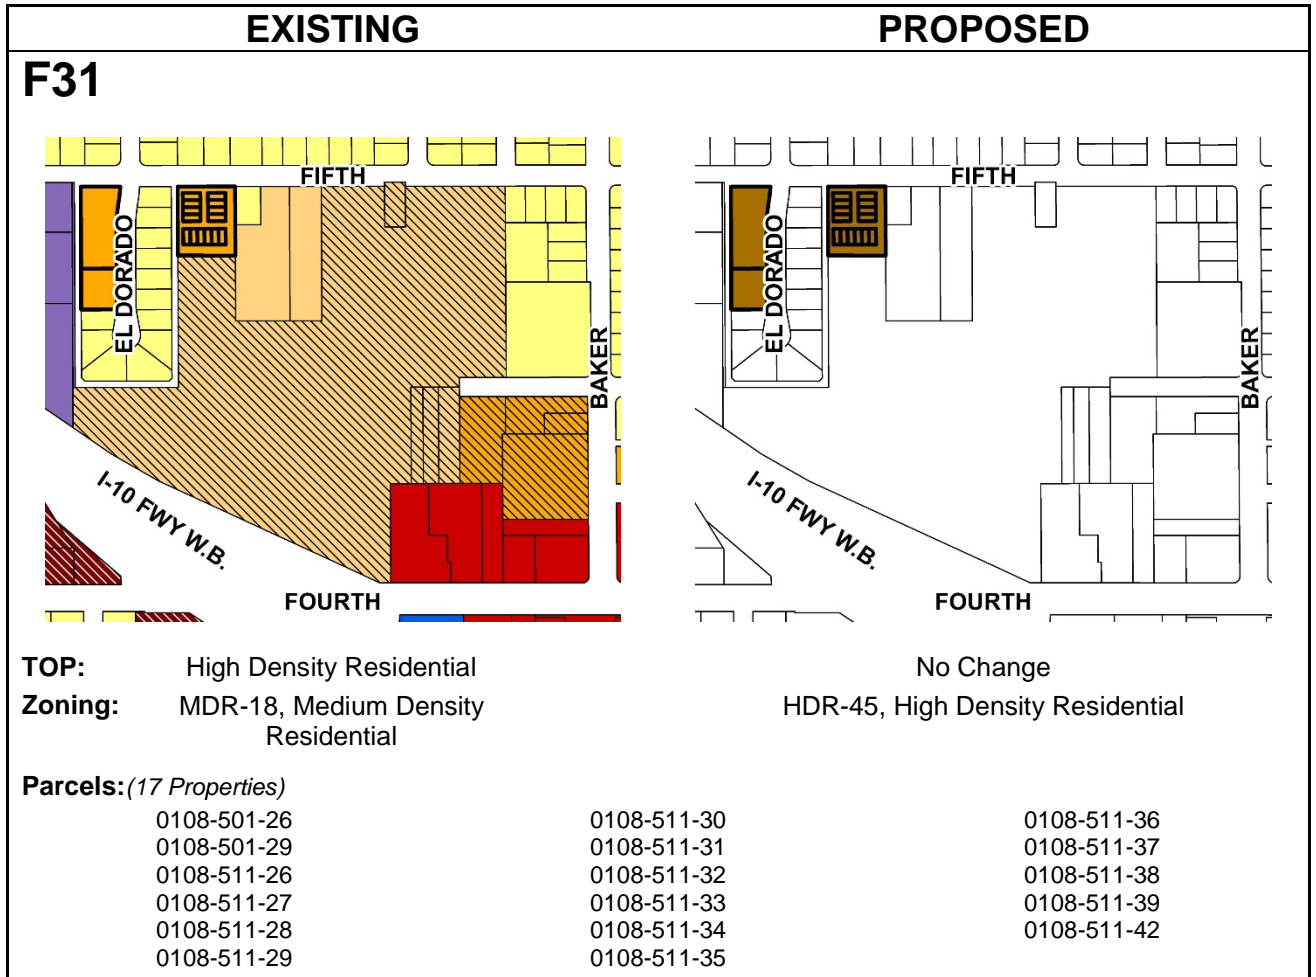 EXISTING
PROPOSED
F31
FIFTH
EL DORADO
BAKER
I-10 FWY W.B.
FOURTH
FIFTH
EL DORADO
BAKER
I-10 FWY W.B.
FOURTH
TOP: High Density Residential No Change
Zoning: MDR-18, Medium Density HDR-45, High Density Residential
Residential
Parcels: (17 Properties)
0108-501-26 0108-511-30 0108-511-36
0108-501-29 0108-511-31 0108-511-37
0108-511-26 0108-511-32 0108-511-38
0108-511-27 0108-511-33 0108-511-39
0108-511-28 0108-511-34 0108-511-42
0108-511-29 0108-511-35